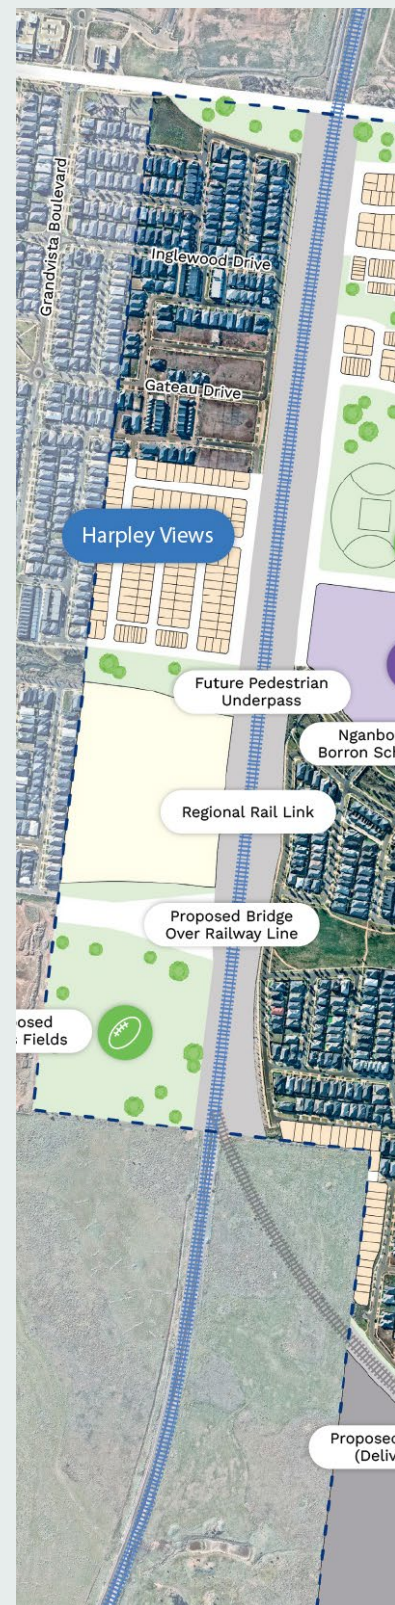 Grandvista Boulevard
Inglewood Drive
Gateau Drive
Harpley Views
Future Pedestrian
Underpass
Nganbo
Borron Sch
Regional Rail Link
Proposed Bridge
Over Railway Line
posed
s Fields
Proposed
(Deliv